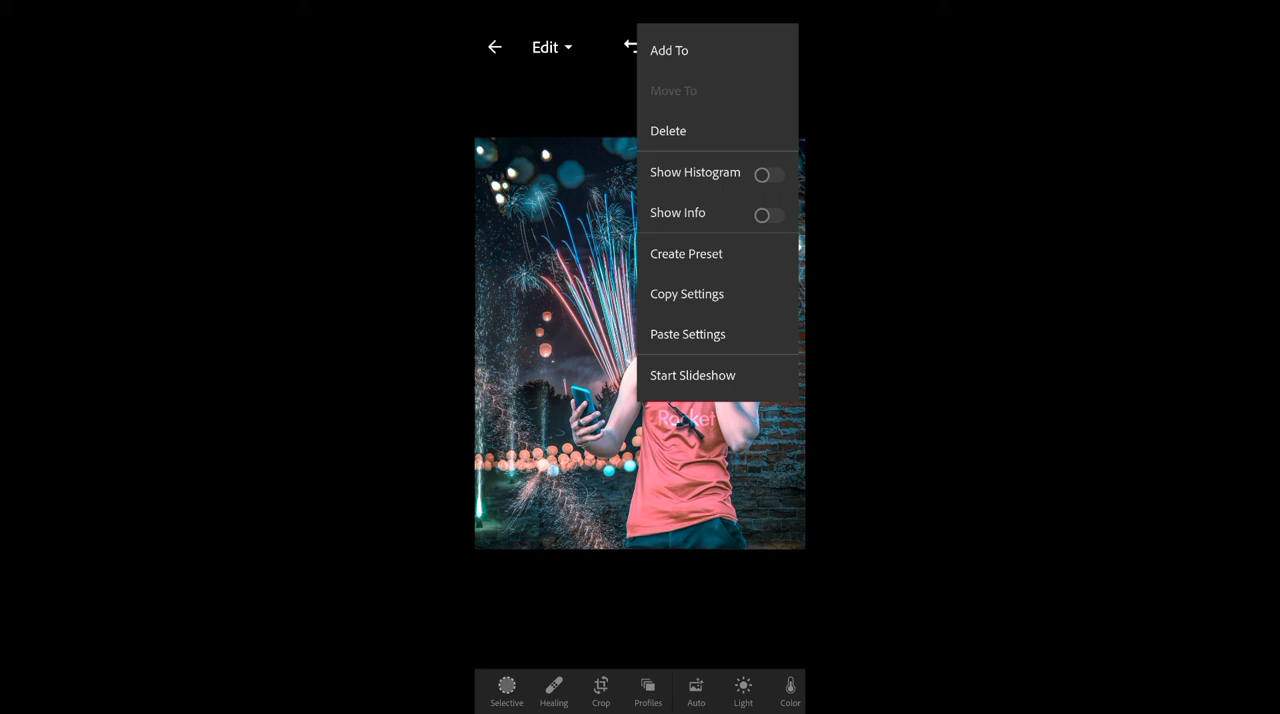 Edit
Add To
Move To
Delete
Show Histogram
Show Info
Create Preset
Copy Settings
Paste Settings
Start Slideshow
Rocket
Selective
Healing
Crop
Profiles
Auto
Light
Color